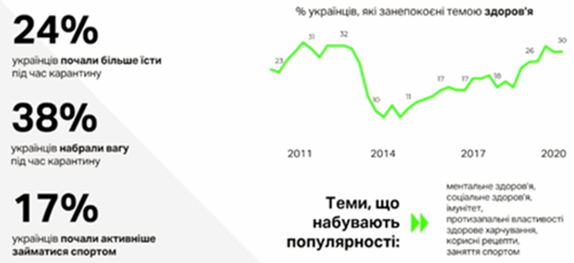 24%
українців почали більше їсти
під час карантину
38%
українців набрали вагу
під час карантину
17%
українців почали активніше
займатися спортом
% українців, які занепокоєні темою здоров'я
23
31
32
10
11
17
17
18
26
30
2011
2014
2017
2020
Теми, що
набувають
популярності:
ментальне здоров'я,
соціальне здоров'я,
імунітет,
протизапальні властивості
здорове харчування,
корисні рецепти,
заняття спортом